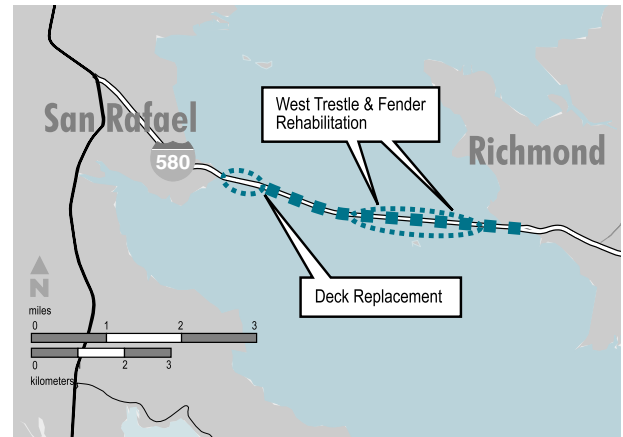 West Trestle & Fender
Rehabilitation
San Rafael
Richmond
580
Deck Replacement
N
miles
0 1 2 3
0 1 2 3
kilometers